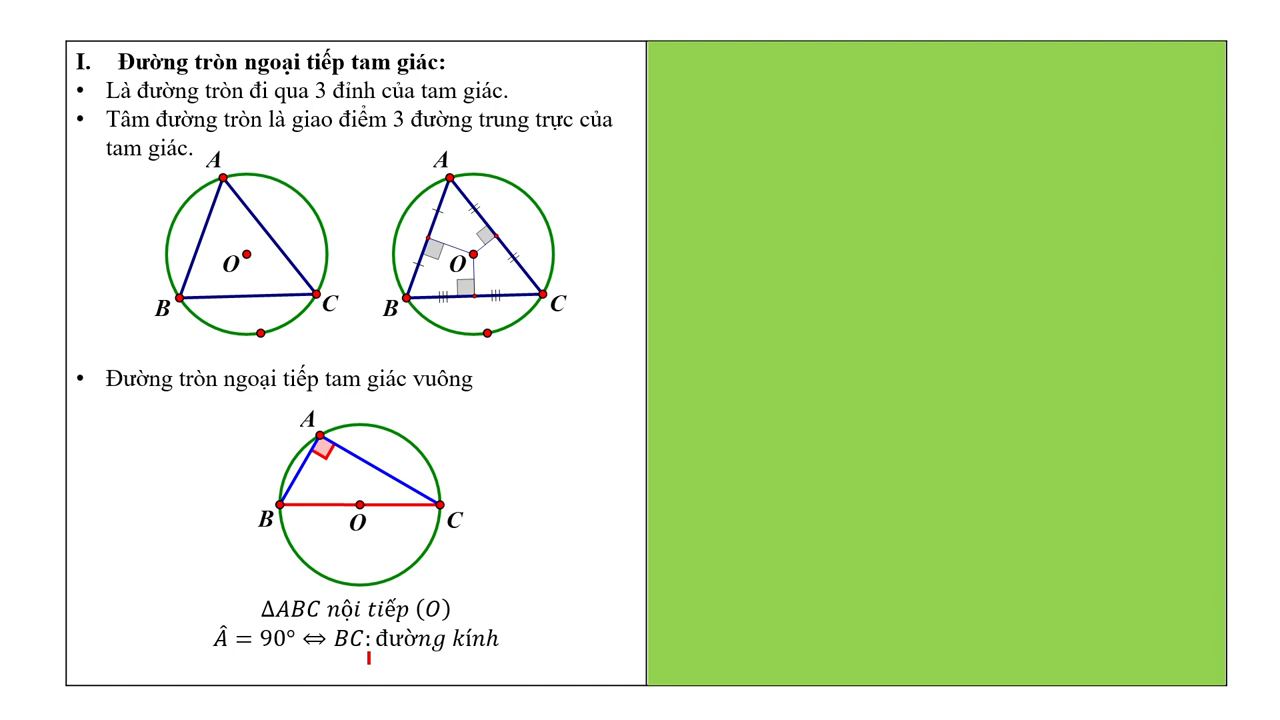 I. Đường tròn ngoại tiếp tam giác:
• Là đường tròn đi qua 3 đỉnh của tam giác.
• Tâm đường tròn là giao điểm 3 đường trung trực của
tam giác.
A
A
O
O
B
C
B
C
• Đường tròn ngoại tiếp tam giác vuông
A
B
O
C
ΔABC nội tiếp (O)
Â = 90° ⇔ BC: đường kính